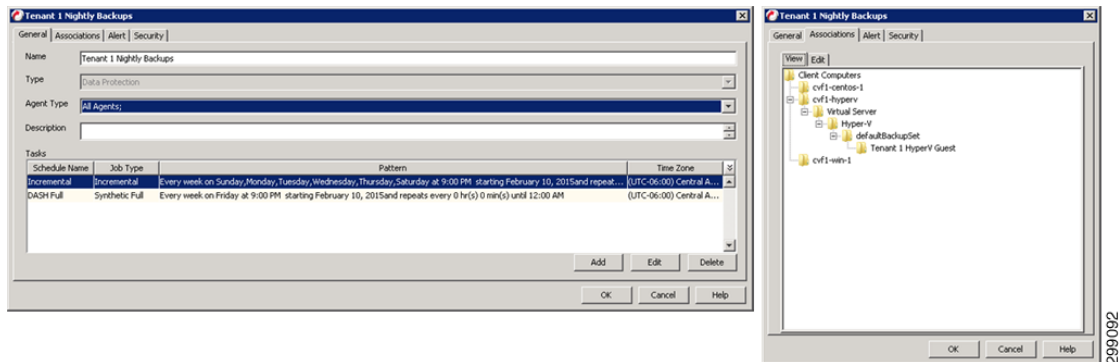 Tenant 1 Nightly Backups
General Associations Alert Security
Name Tenant 1 Nightly Backups
Type Data Protection
Agent Type All Agents;
Description
Tasks
Schedule Name Job Type Pattern Time Zone
Incremental Incremental Every week on Sunday,Monday,Tuesday,Wednesday,Thursday,Saturday at 9:00 PM starting February 10, 2015and repeat... (UTC-06:00) Central A...
DASH Full Synthetic Full Every week on Friday at 9:00 PM starting February 10, 2015and repeats every 0 hr(s) 0 min(s) until 12:00 AM (UTC-06:00) Central A...
Add Edit Delete
OK Cancel Help
Tenant 1 Nightly Backups
General Associations Alert Security
View Edit
Client Computers
cvf1-centos-1
cvf1-hyperv
Virtual Server
Hyper-V
defaultBackupSet
Tenant 1 HyperV Guest
cvf1-win-1
OK Cancel Help
299092